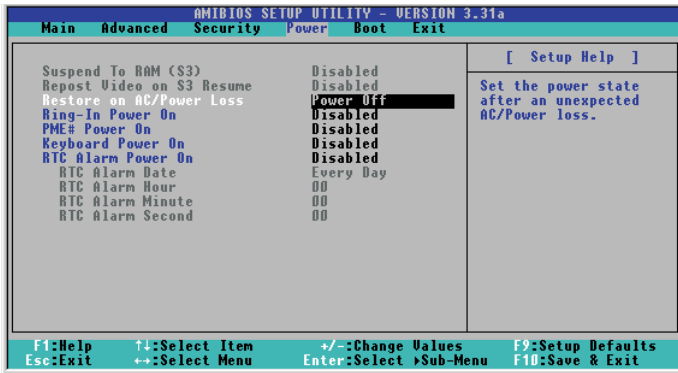 AMIBIOS SETUP UTILITY - VERSION 3.31a
Main Advanced Security Power Boot Exit
[ Setup Help ]
Suspend To RAM (S3) Disabled
Repost Video on S3 Resume Disabled
Restore on AC/Power Loss Power Off
Ring-In Power On Disabled
PME# Power On Disabled
Keyboard Power On Disabled
RTC Alarm Power On Disabled
RTC Alarm Date Every Day
RTC Alarm Hour 00
RTC Alarm Minute 00
RTC Alarm Second 00
Set the power state
after an unexpected
AC/Power loss.
F1:Help ↑↓:Select Item +/-:Change Values F9:Setup Defaults
Esc:Exit ↔:Select Menu Enter:Select ▸Sub-Menu F10:Save & Exit